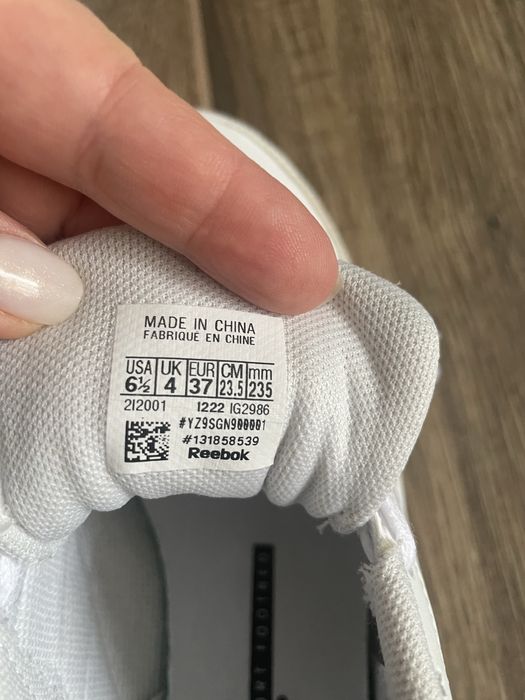 MADE IN CHINA
FABRIQUE EN CHINE
USA UK EUR CM mm
6½ 4 37 23.5 235
2I2001 I222 IG2986
#YZ9SGN900001
#131858539
Reebok